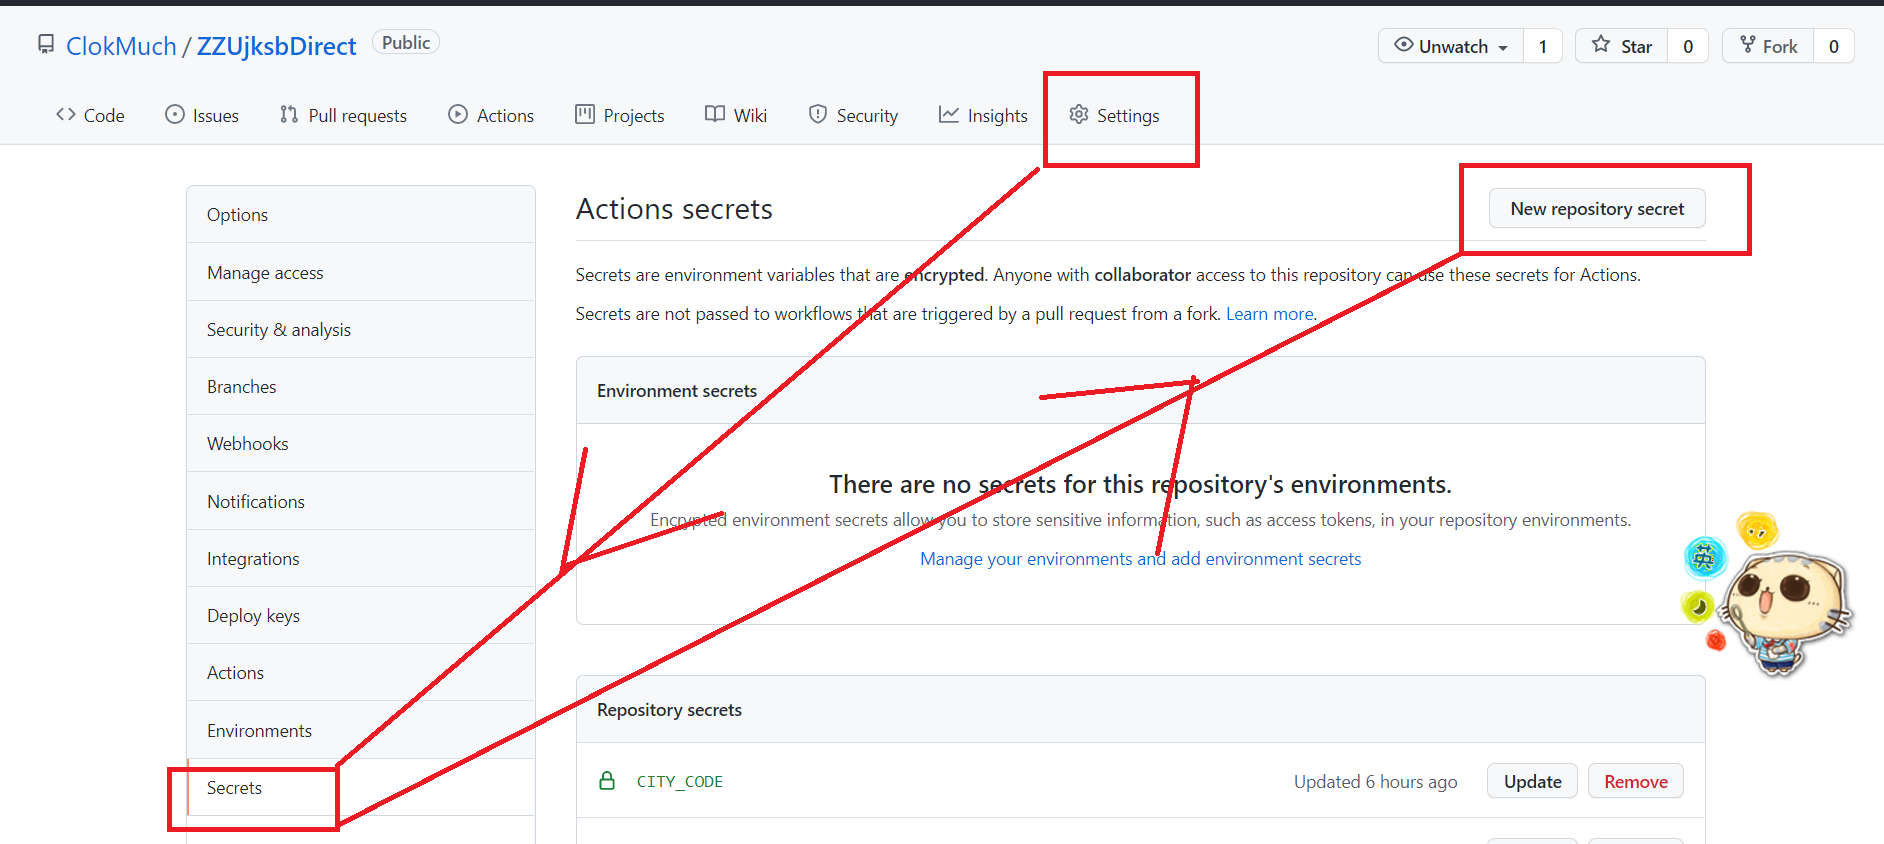 ClokMuch / ZZUjksbDirect Public
Unwatch 1 Star 0 Fork 0
Code Issues Pull requests Actions Projects Wiki Security Insights Settings
Options
Manage access
Security & analysis
Branches
Webhooks
Notifications
Integrations
Deploy keys
Actions
Environments
Secrets
Actions secrets
New repository secret
Secrets are environment variables that are encrypted. Anyone with collaborator access to this repository can use these secrets for Actions.
Secrets are not passed to workflows that are triggered by a pull request from a fork. Learn more.
Environment secrets
There are no secrets for this repository's environments.
Encrypted environment secrets allow you to store sensitive information, such as access tokens, in your repository environments.
Manage your environments and add environment secrets
英
Repository secrets
CITY_CODE Updated 6 hours ago Update Remove